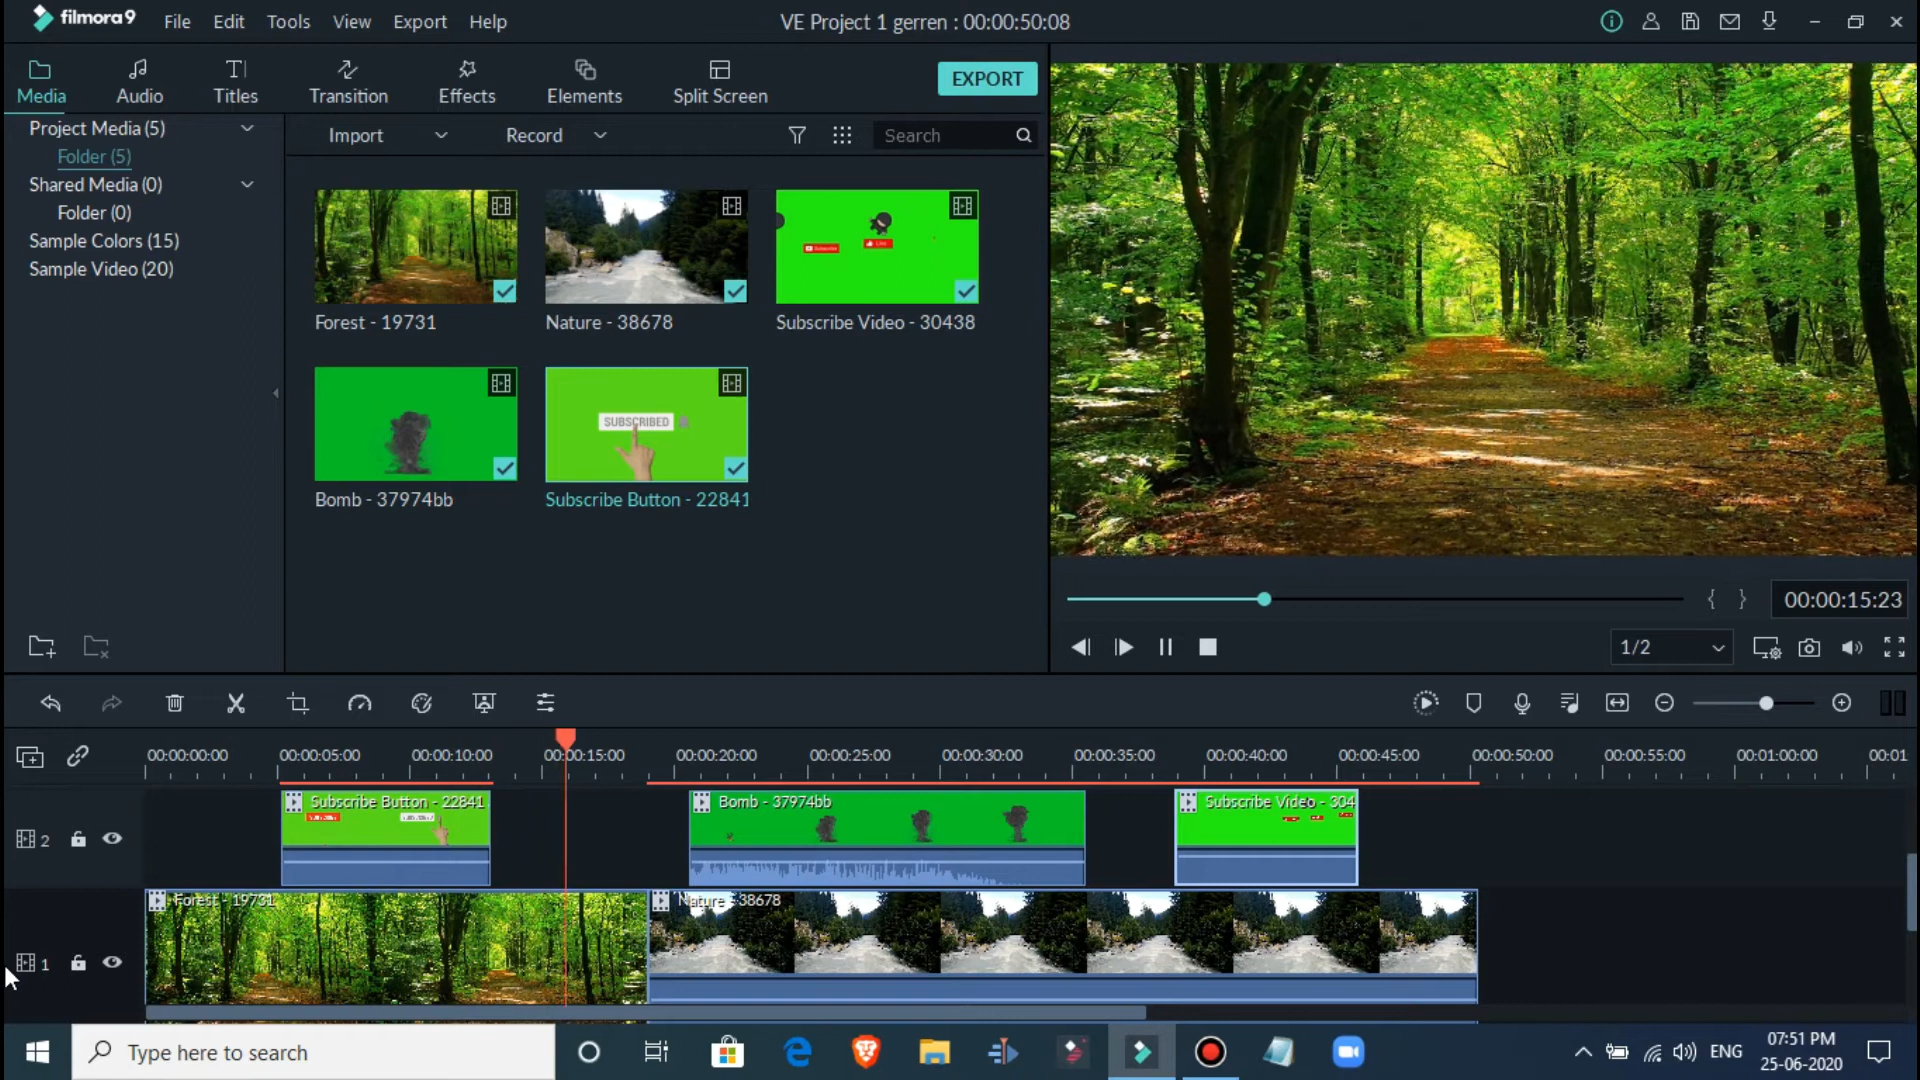 filmora9 File Edit Tools View Export Help VE Project 1 gerren : 00:00:50:08
Media Audio Titles Transition Effects Elements Split Screen EXPORT
Project Media (5)
Folder (5)
Shared Media (0)
Folder (0)
Sample Colors (15)
Sample Video (20)
Import Record Search
Subscribe Like
Forest - 19731 Nature - 38678 Subscribe Video - 30438
SUBSCRIBED
Bomb - 37974bb Subscribe Button - 22841
{ } 00:00:15:23
1/2
00:00:00:00 00:00:05:00 00:00:10:00 00:00:15:00 00:00:20:00 00:00:25:00 00:00:30:00 00:00:35:00 00:00:40:00 00:00:45:00 00:00:50:00 00:00:55:00 00:01:00:00 00:01
Subscribe Button - 22841 Bomb - 37974bb Subscribe Video - 304
2
Forest - 19731 Nature - 38678
1
Type here to search ENG 07:51 PM
25-06-2020